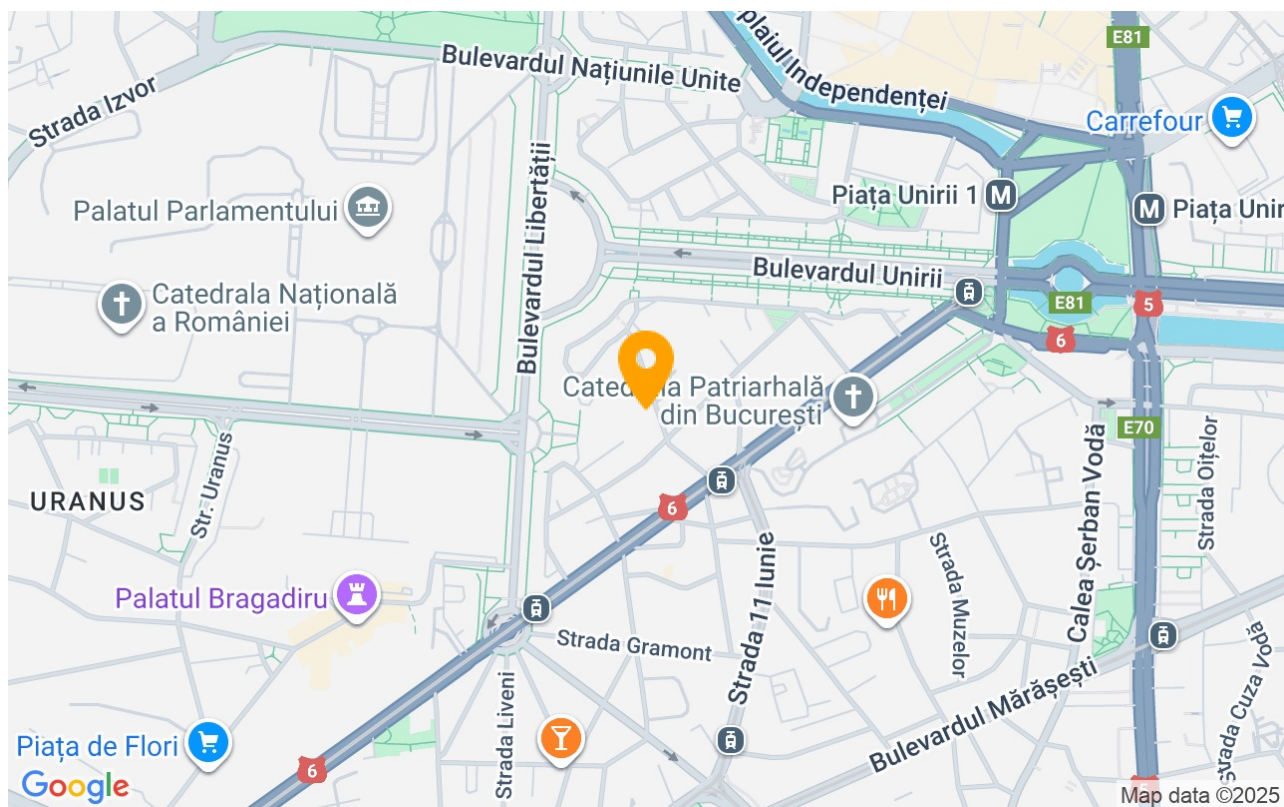 E81
Bulevardul Națiunile Unite
plaiul Independenței
Strada Izvor
Carrefour
Bulevardul Libertății
Piața Unirii 1
M
M
Piața Unir
Palatul Parlamentului
Bulevardul Unirii
Catedrala Națională
a României
E81
5
6
Catedrala Patriarhală
din București
E70
Str. Uranus
URANUS
6
Calea Șerban Vodă
Strada Oițelor
Strada 11 Iunie
Strada Muzelor
Palatul Bragadiru
Strada Gramont
Strada Liveni
Bulevardul Mărășești
Strada Cuza Vodă
Piața de Flori
6
Google
Map data ©2025